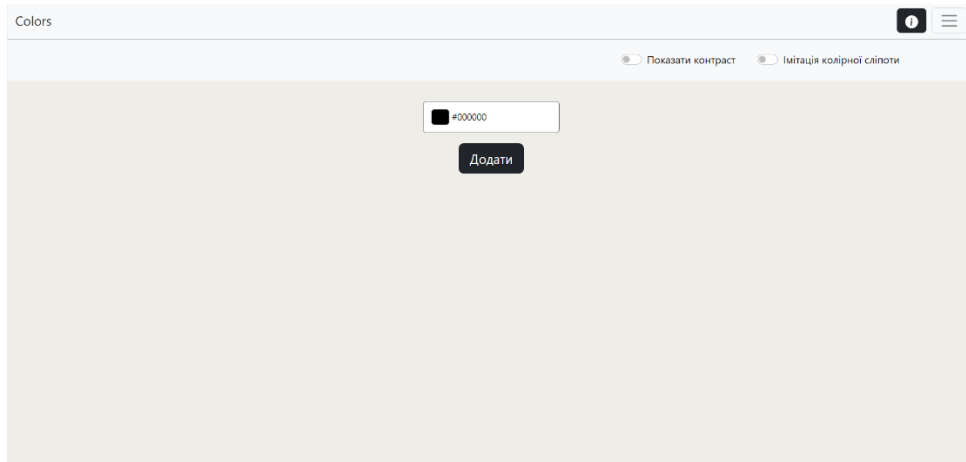 Colors
Показати контраст Імітація колірної сліпоти
#000000
Додати